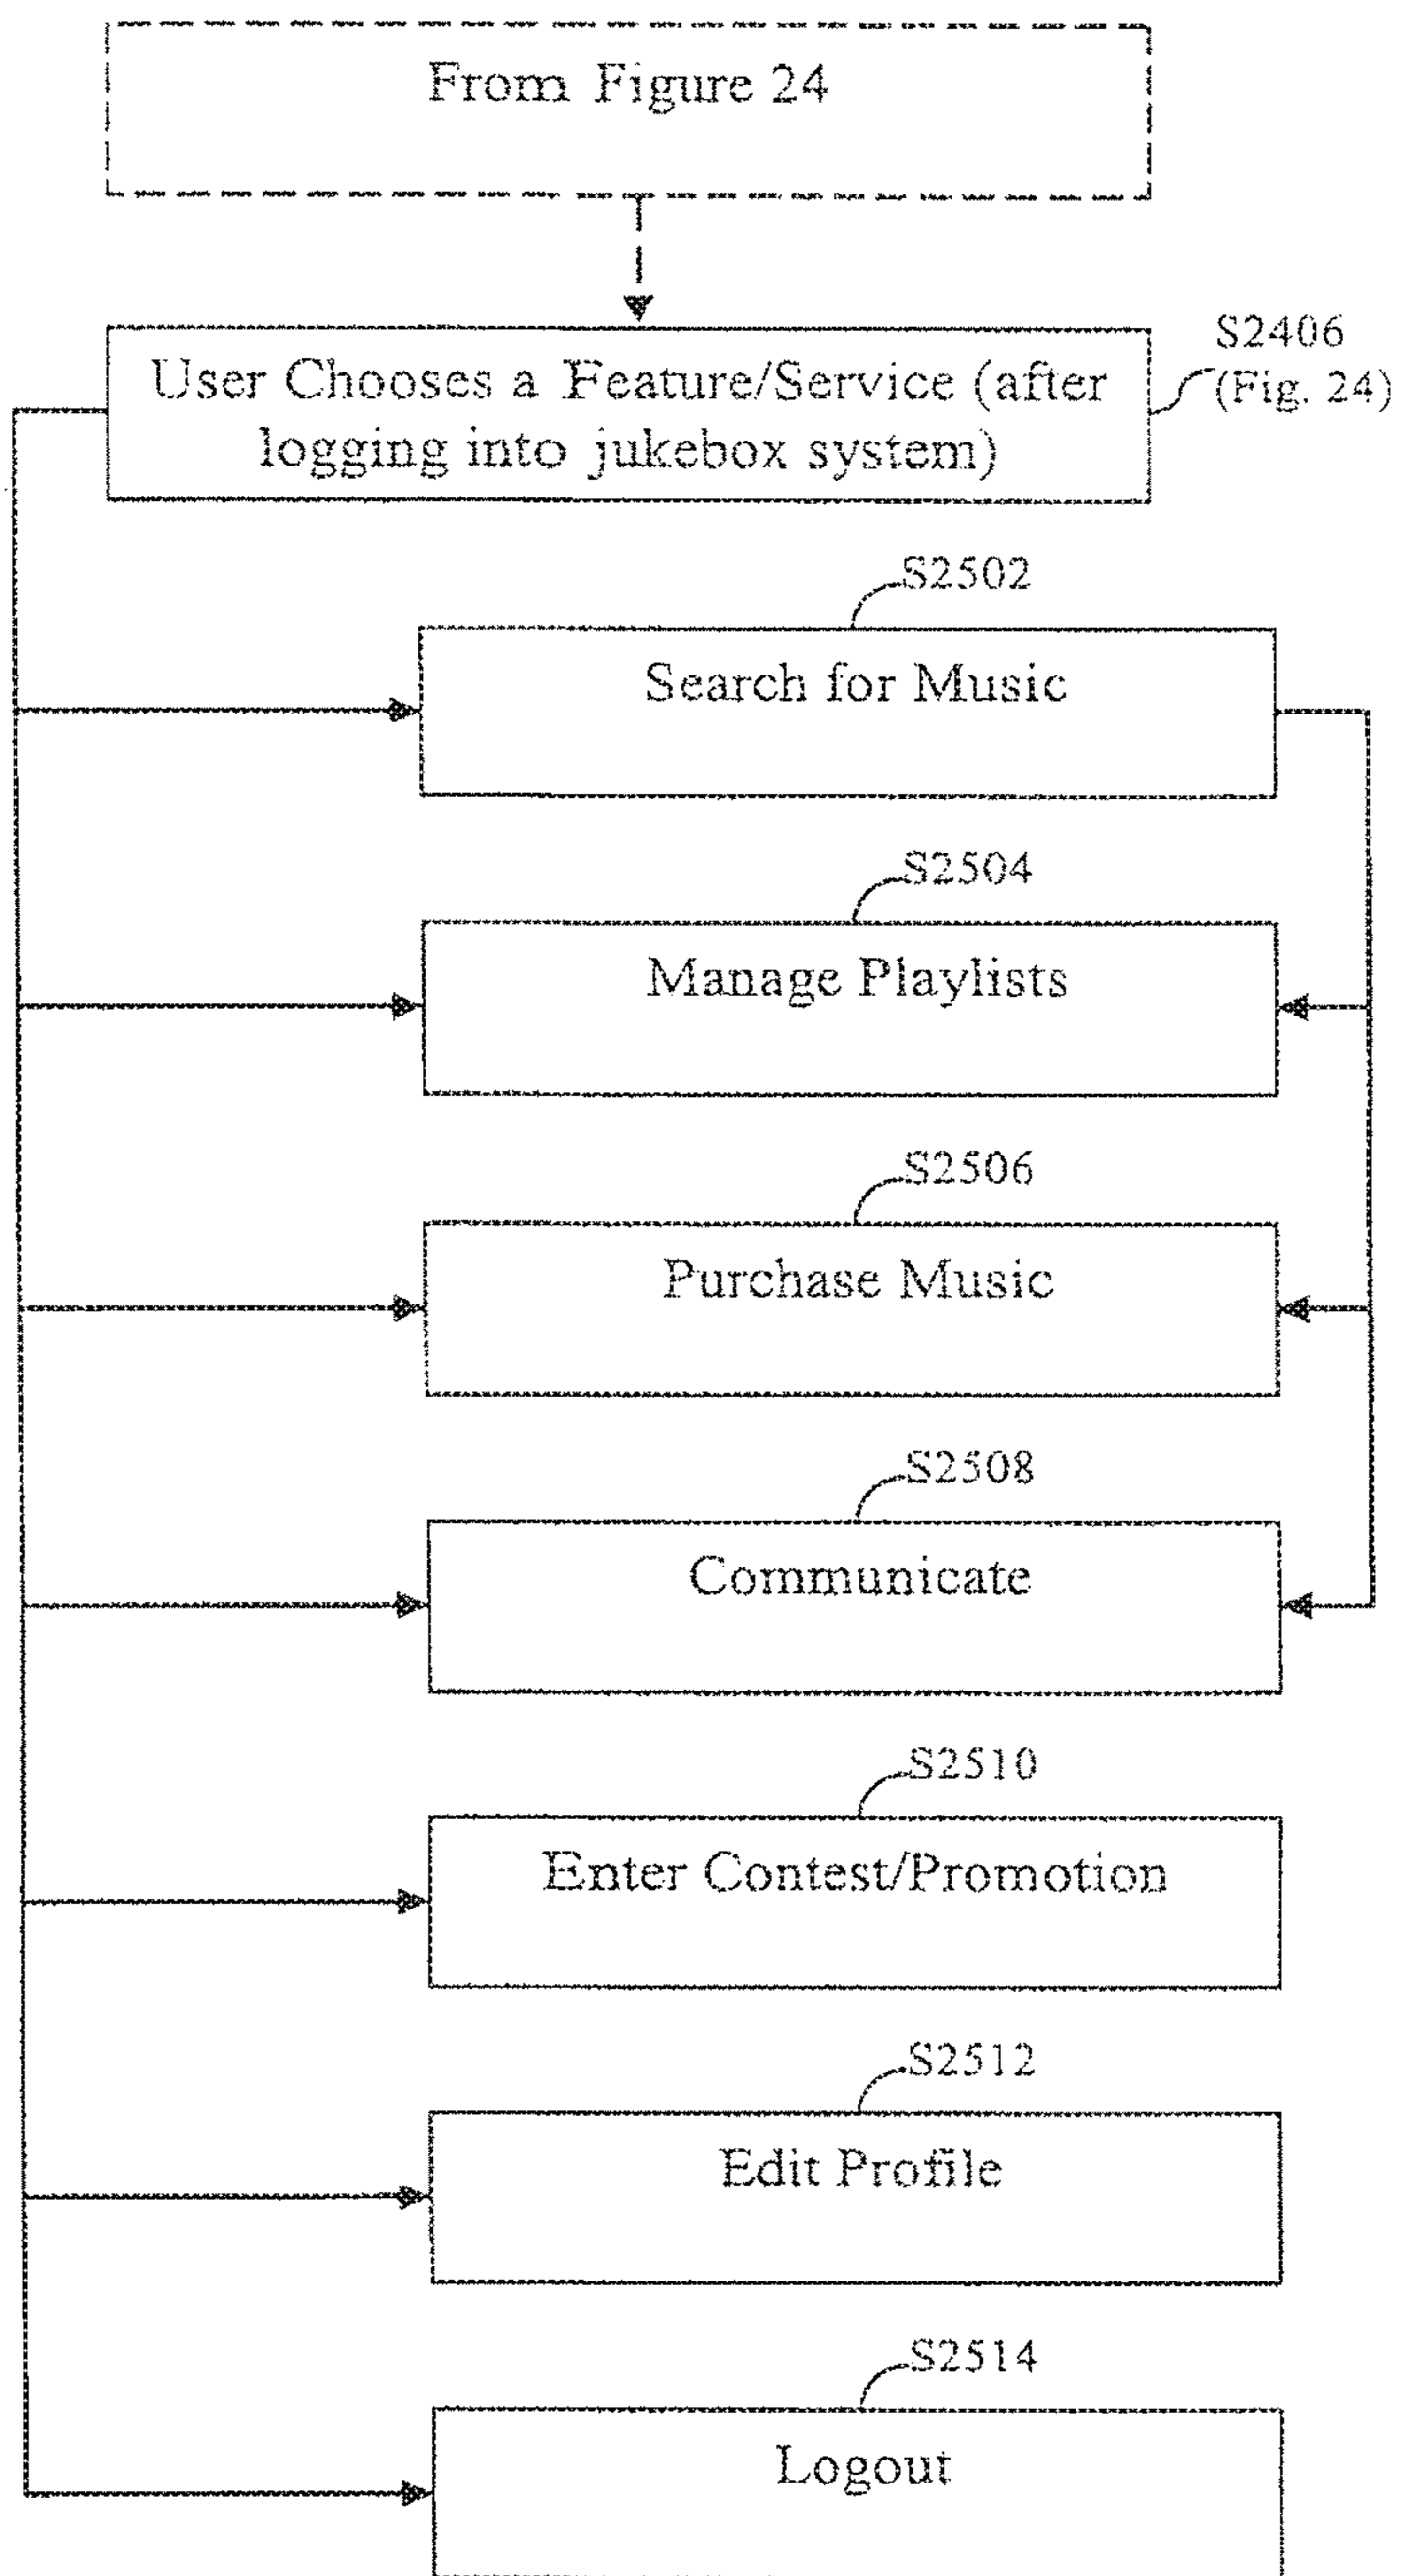 From Figure 24
User Chooses a Feature/Service (after
logging into jukebox system)
S2406
(Fig. 24)
S2502
Search for Music
S2504
Manage Playlists
S2506
Purchase Music
S2508
Communicate
S2510
Enter Contest/Promotion
S2512
Edit Profile
S2514
Logout